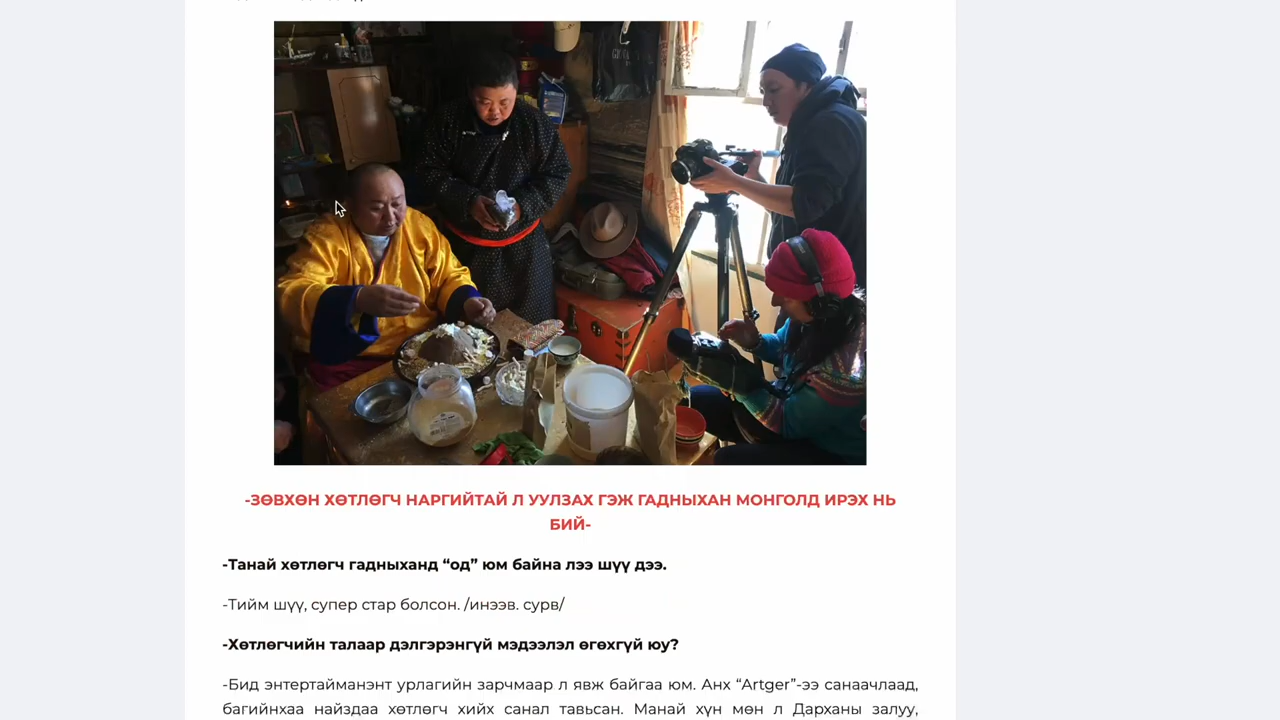 -ЗӨВХӨН ХӨТЛӨГЧ НАРГИЙТАЙ Л УУЛЗАХ ГЭЖ ГАДНЫХАН МОНГОЛД ИРЭХ НЬ
БИЙ-
-Танай хөтлөгч гадныханд “од” юм байна лээ шүү дээ.
-Тийм шүү, супер стар болсон. /инээв. сурв/
-Хөтлөгчийн талаар дэлгэрэнгүй мэдээлэл өгөхгүй юу?
-Бид энтертайманэнт урлагийн зарчмаар л явж байгаа юм. Анх “Artger”-ээ санаачлаад,
багийнхаа найздаа хөтлөгч хийх санал тавьсан. Манай хүн мөн л Дарханы залуу,